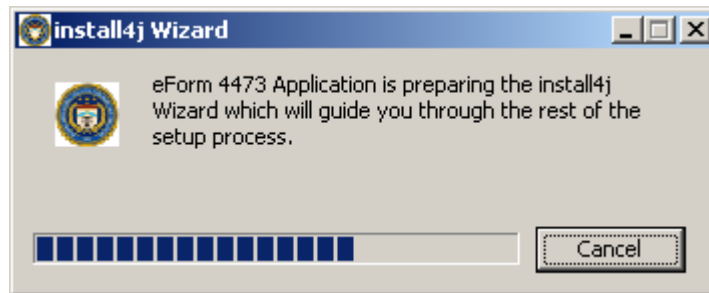 install4j Wizard
eForm 4473 Application is preparing the install4j
Wizard which will guide you through the rest of the
setup process.
Cancel